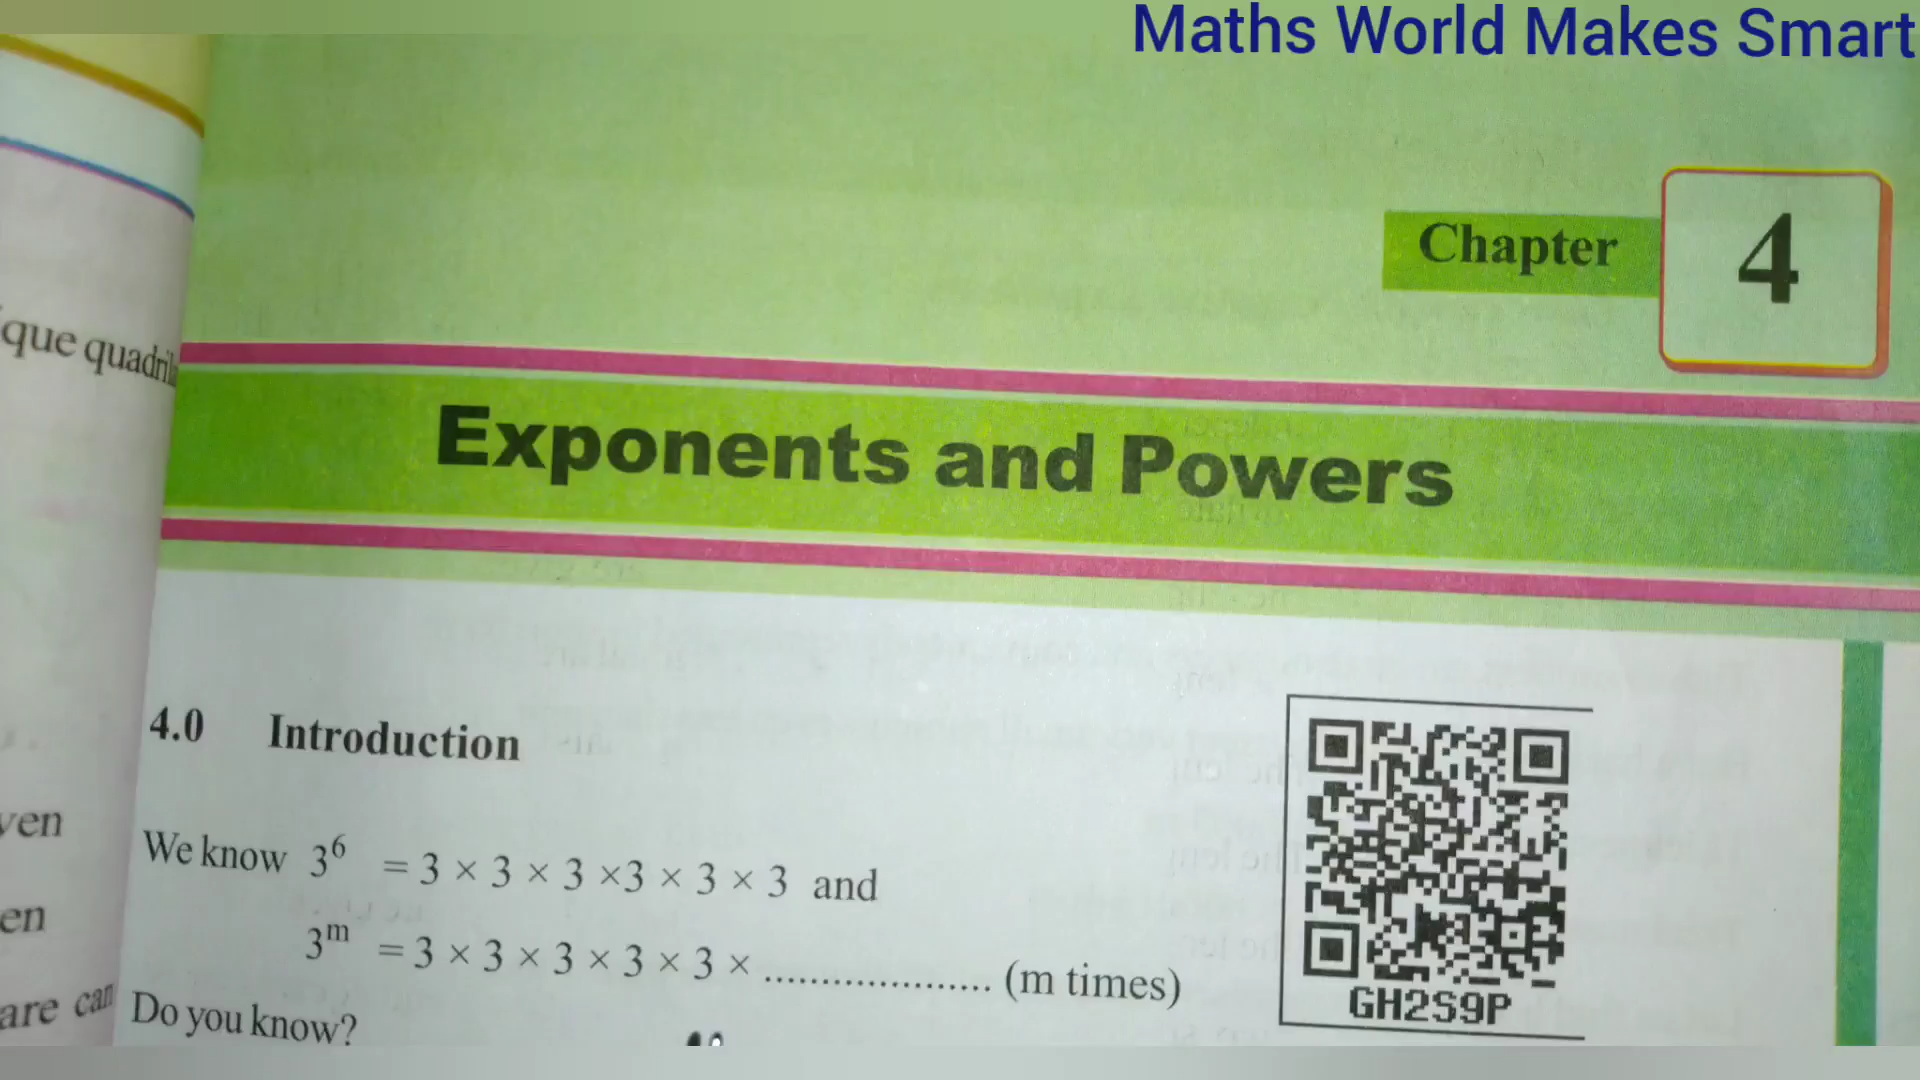 Maths World Makes Smart
Chapter 4
que quadril
Exponents and Powers
4.0 Introduction
We know 3⁶ = 3 × 3 × 3 ×3 × 3 × 3 and
3ᵐ = 3 × 3 × 3 × 3 × 3 × .................... (m times)
GH2S9P
ven
en
are can
Do you know?